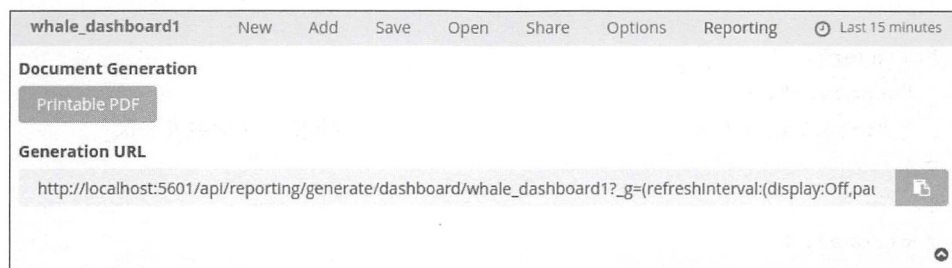 whale_dashboard1 New Add Save Open Share Options Reporting Last 15 minutes
Document Generation
Printable PDF
Generation URL
http://localhost:5601/api/reporting/generate/dashboard/whale_dashboard1?_g=(refreshInterval:(display:Off,pau